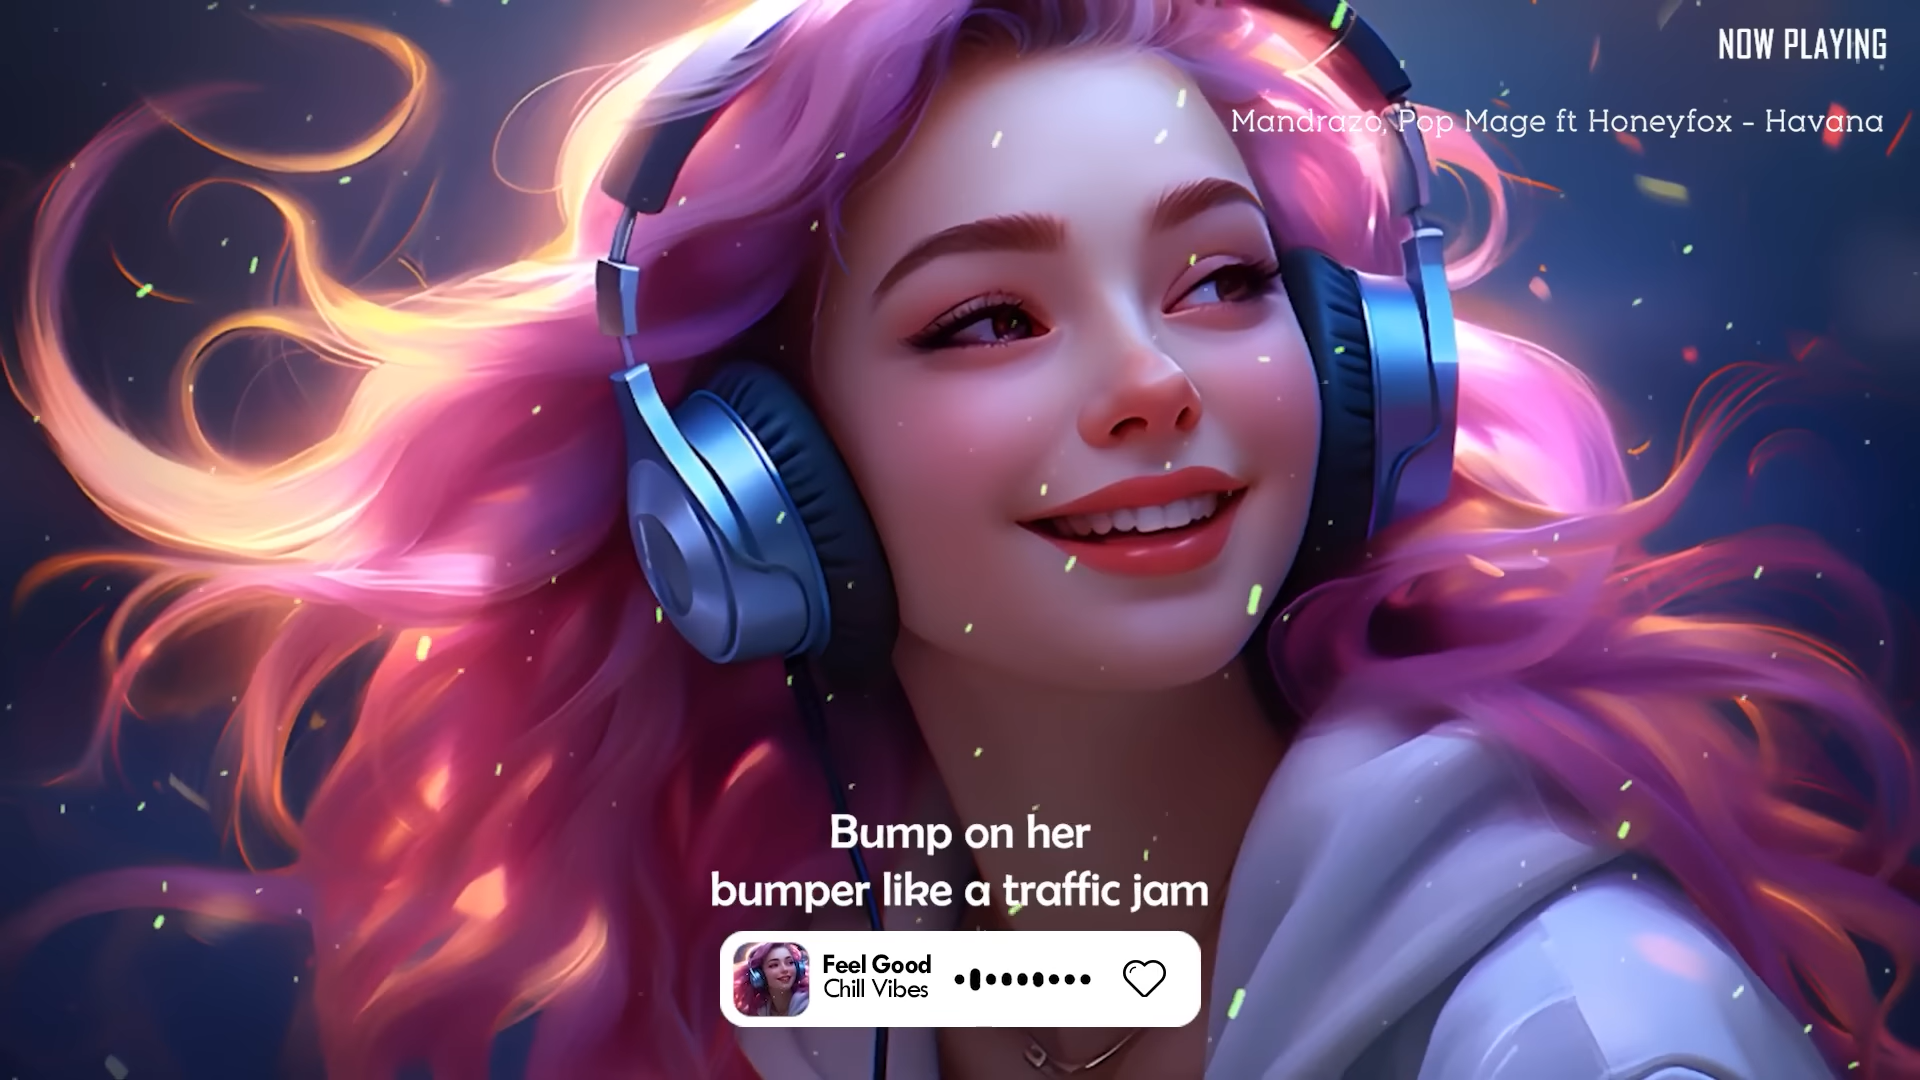 NOW PLAYING
Mandrazo, Pop Mage ft Honeyfox - Havana
Bump on her
bumper like a traffic jam
Feel Good
Chill Vibes